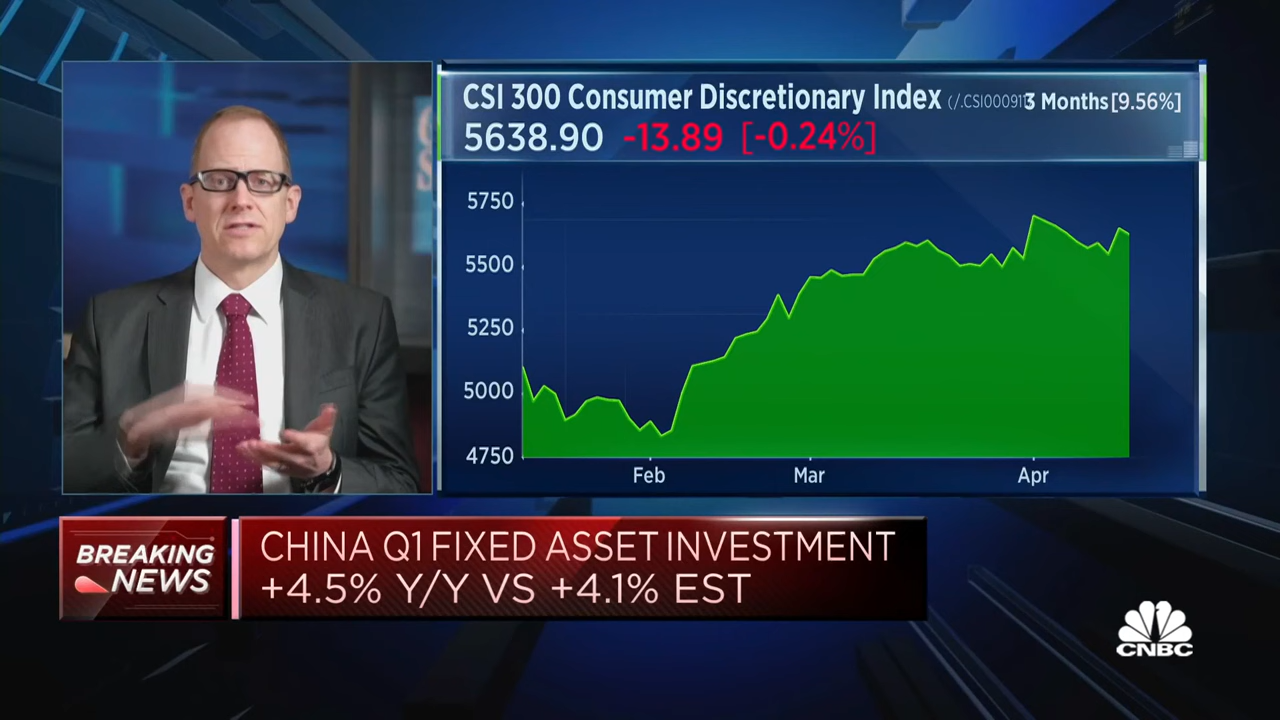 CSI 300 Consumer Discretionary Index (/.CSI000911 3 Months [9.56%]
5638.90 -13.89 [-0.24%]
5750
5500
5250
5000
4750
Feb Mar Apr
BREAKING NEWS
CHINA Q1 FIXED ASSET INVESTMENT
+4.5% Y/Y VS +4.1% EST
CNBC